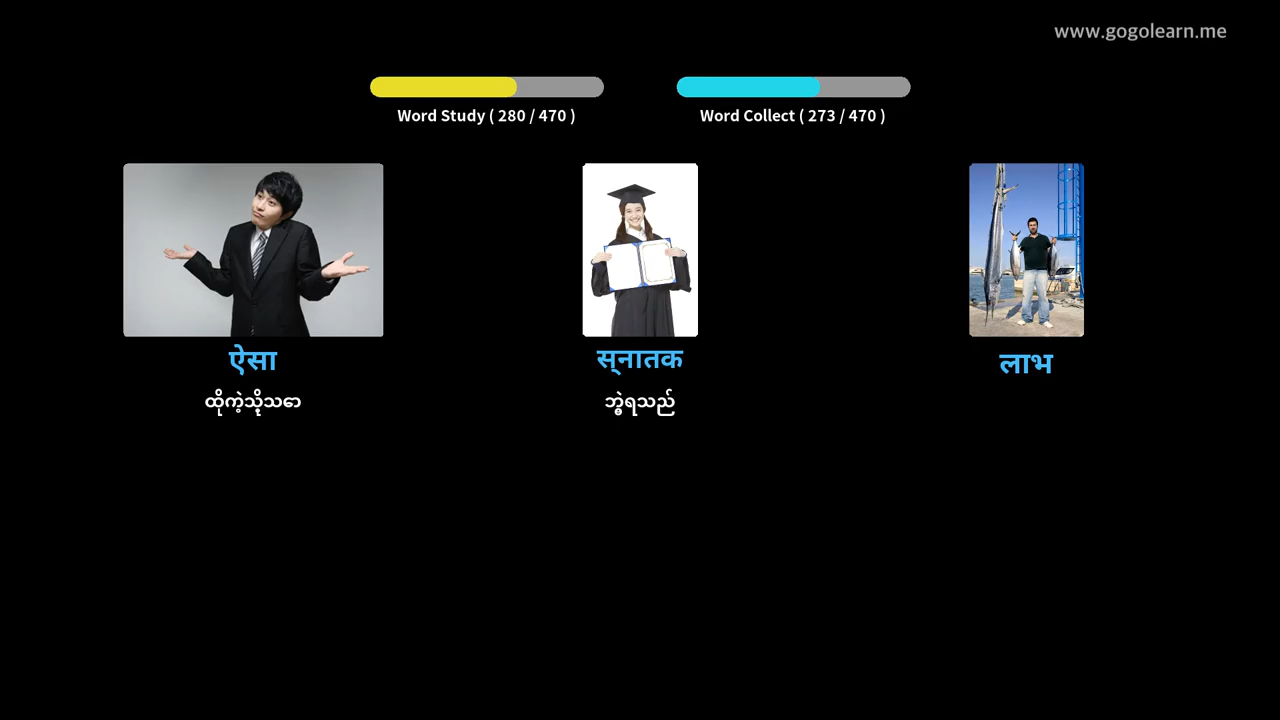 www.gogolearn.me
Word Study ( 280 / 470 )
Word Collect ( 273 / 470 )
ऐसा
स्नातक
लाभ
ထိုကဲ့သို့သော
ဘွဲ့ရသည်